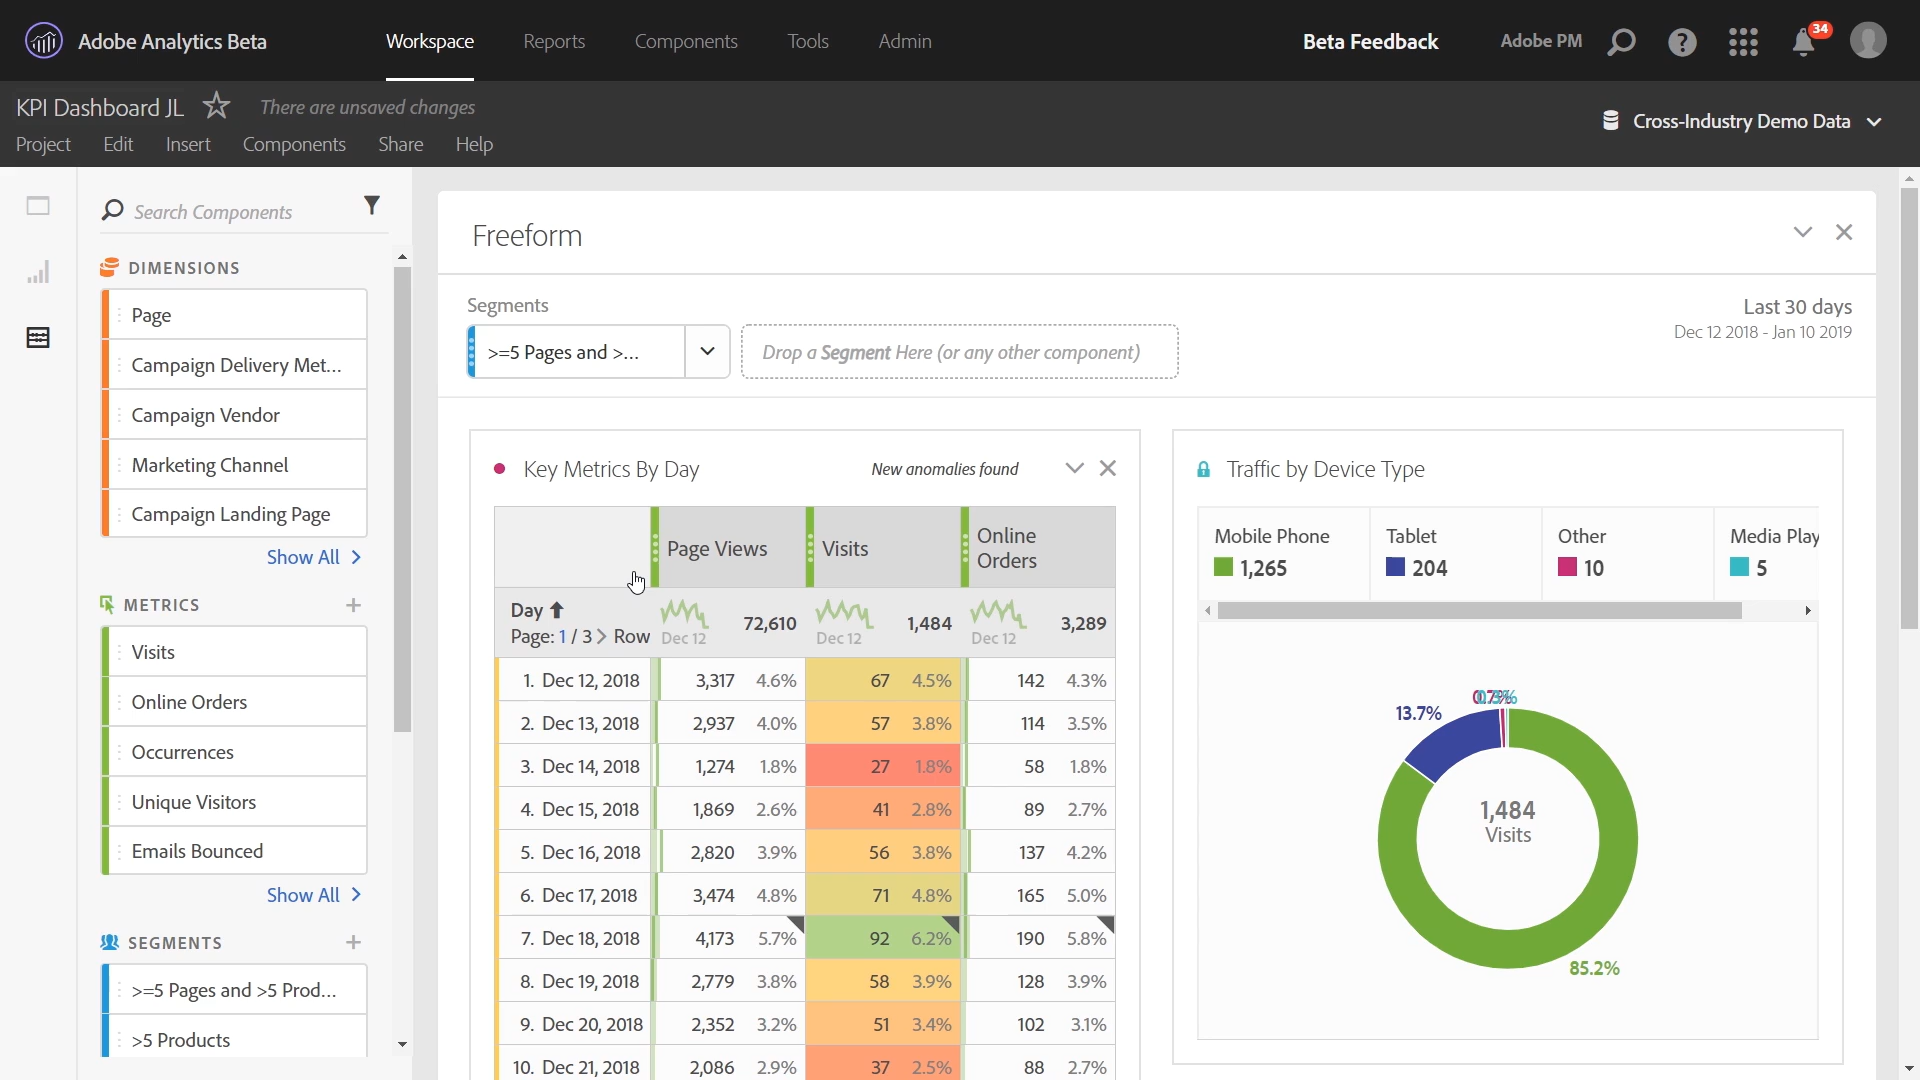 Adobe Analytics Beta
Workspace
Reports
Components
Tools
Admin
Beta Feedback
Adobe PM
34
KPI Dashboard JL
There are unsaved changes
Project
Edit
Insert
Components
Share
Help
Cross-Industry Demo Data
Search Components
DIMENSIONS
Page
Campaign Delivery Met...
Campaign Vendor
Marketing Channel
Campaign Landing Page
Show All
METRICS
Visits
Online Orders
Occurrences
Unique Visitors
Emails Bounced
Show All
SEGMENTS
>=5 Pages and >5 Prod...
>5 Products
Freeform
Segments
>=5 Pages and >...
Drop a Segment Here (or any other component)
Last 30 days
Dec 12 2018 - Jan 10 2019
Key Metrics By Day
New anomalies found
Page Views
Visits
Online
Orders
Day
Page: 1 / 3 > Row
Dec 12
72,610
Dec 12
1,484
Dec 12
3,289
1. Dec 12, 2018 3,317 4.6% 67 4.5% 142 4.3%
2. Dec 13, 2018 2,937 4.0% 57 3.8% 114 3.5%
3. Dec 14, 2018 1,274 1.8% 27 1.8% 58 1.8%
4. Dec 15, 2018 1,869 2.6% 41 2.8% 89 2.7%
5. Dec 16, 2018 2,820 3.9% 56 3.8% 137 4.2%
6. Dec 17, 2018 3,474 4.8% 71 4.8% 165 5.0%
7. Dec 18, 2018 4,173 5.7% 92 6.2% 190 5.8%
8. Dec 19, 2018 2,779 3.8% 58 3.9% 128 3.9%
9. Dec 20, 2018 2,352 3.2% 51 3.4% 102 3.1%
10. Dec 21, 2018 2,086 2.9% 37 2.5% 88 2.7%
Traffic by Device Type
Mobile Phone
1,265
Tablet
204
Other
10
Media Play
5
13.7%
1,484
Visits
85.2%